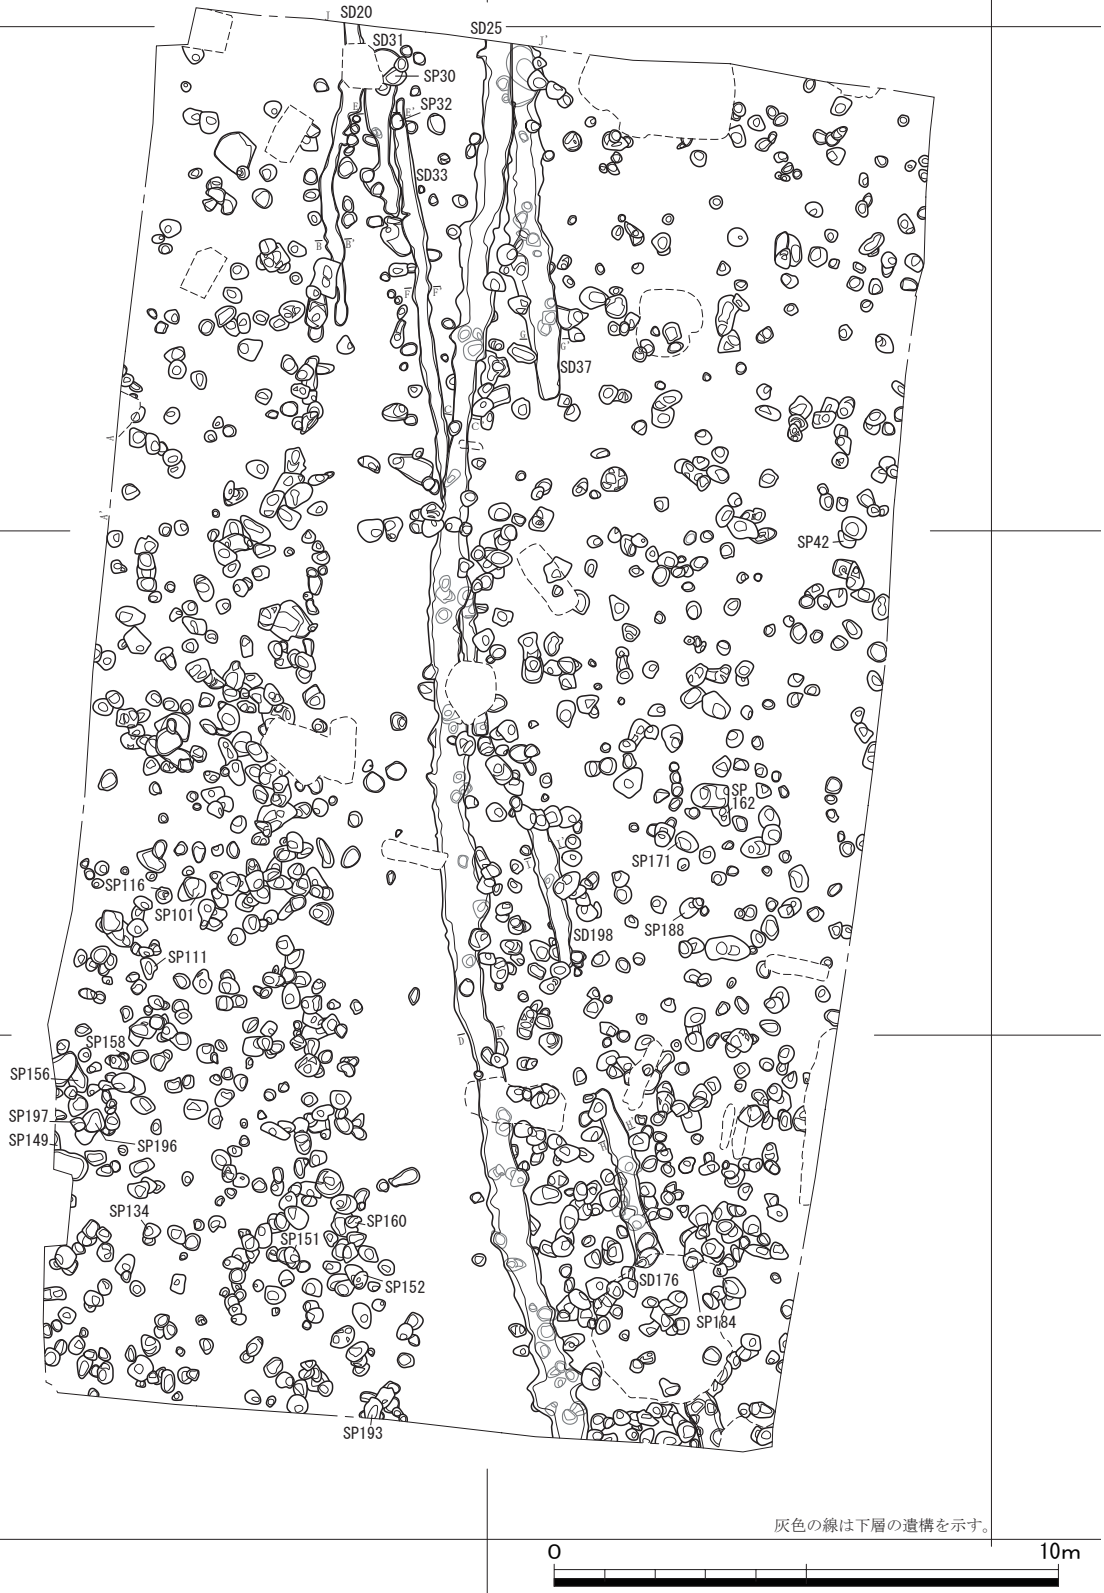 J
SD20
SD25
SD31
J'
SP30
SP32
E
E'
SD33
B
B'
F
F'
G
G'
SD37
C
C'
A
A'
SP42
SP
162
SP171
SP116
SP101
SP188
SD198
SP111
SP158
SP156
D
D'
SP197
SP149
SP196
H
H'
SP134
SP160
SP151
SP152
SD176
SP184
SP193
灰色の線は下層の遺構を示す。
0
10m